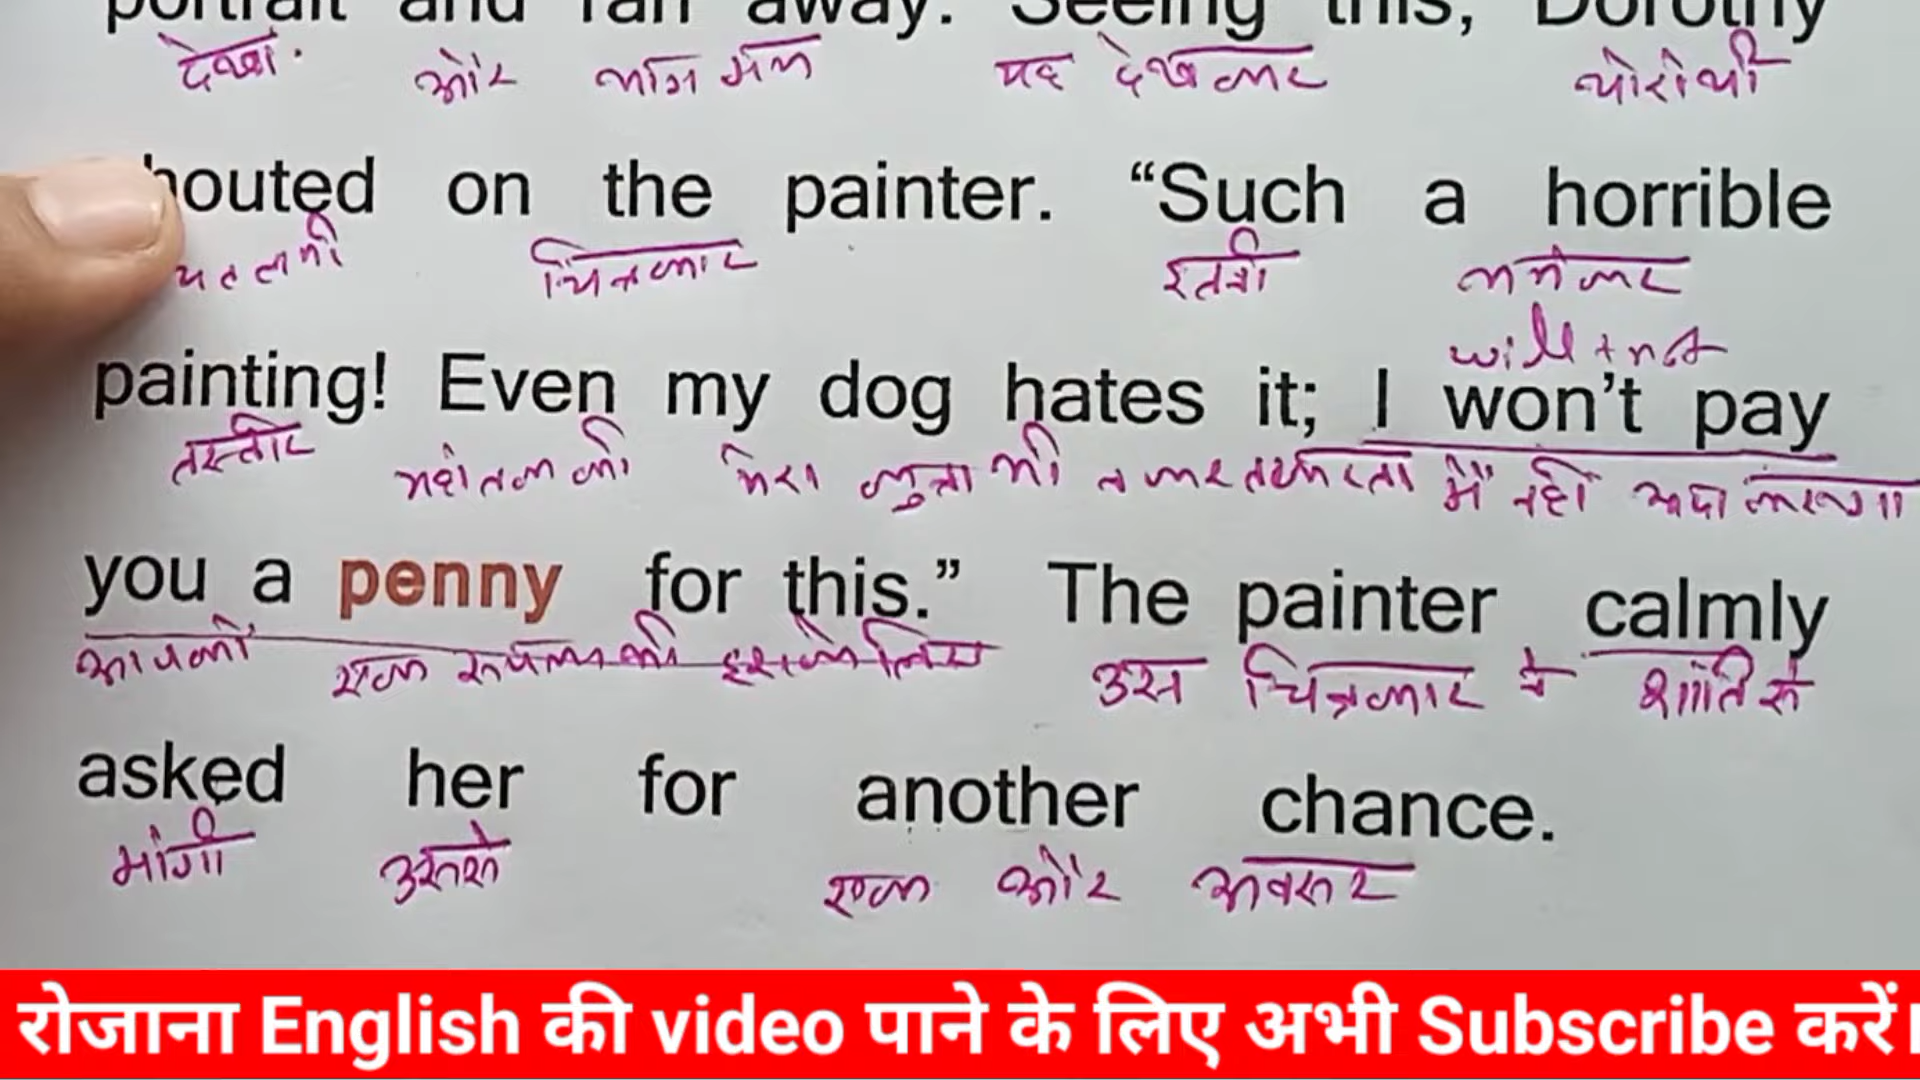 portrait and ran away. Seeing this, Dorothy
देखा और भाग गया यह देखकर
houted on the painter. “Such a horrible
चित्रकार इतनी भयंकर
will + not
painting! Even my dog hates it; I won’t pay
तस्वीर यहाँ तक की मेरा कुत्ता भी नफरत करता मैं नहीं अदा करूंगा
you a penny for this.” The painter calmly
आपको एक रुपया भी इसके लिए उस चित्रकार ने शांति से
asked her for another chance.
मांगी उससे एक और अवसर
रोजाना English की video पाने के लिए अभी Subscribe करें।